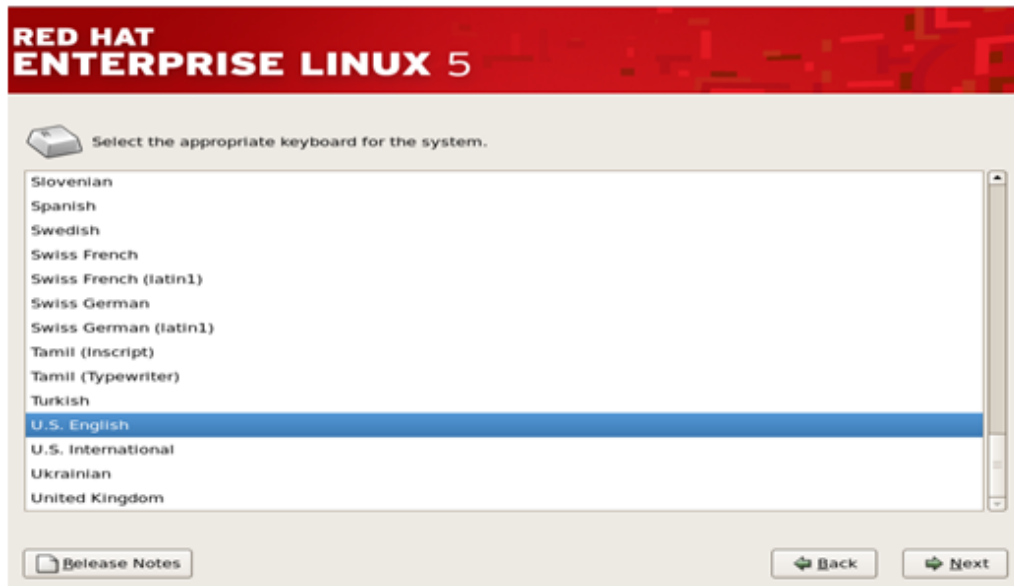 RED HAT
ENTERPRISE LINUX 5
Select the appropriate keyboard for the system.
Slovenian
Spanish
Swedish
Swiss French
Swiss French (latin1)
Swiss German
Swiss German (latin1)
Tamil (Inscript)
Tamil (Typewriter)
Turkish
U.S. English
U.S. International
Ukrainian
United Kingdom
Release Notes
Back
Next